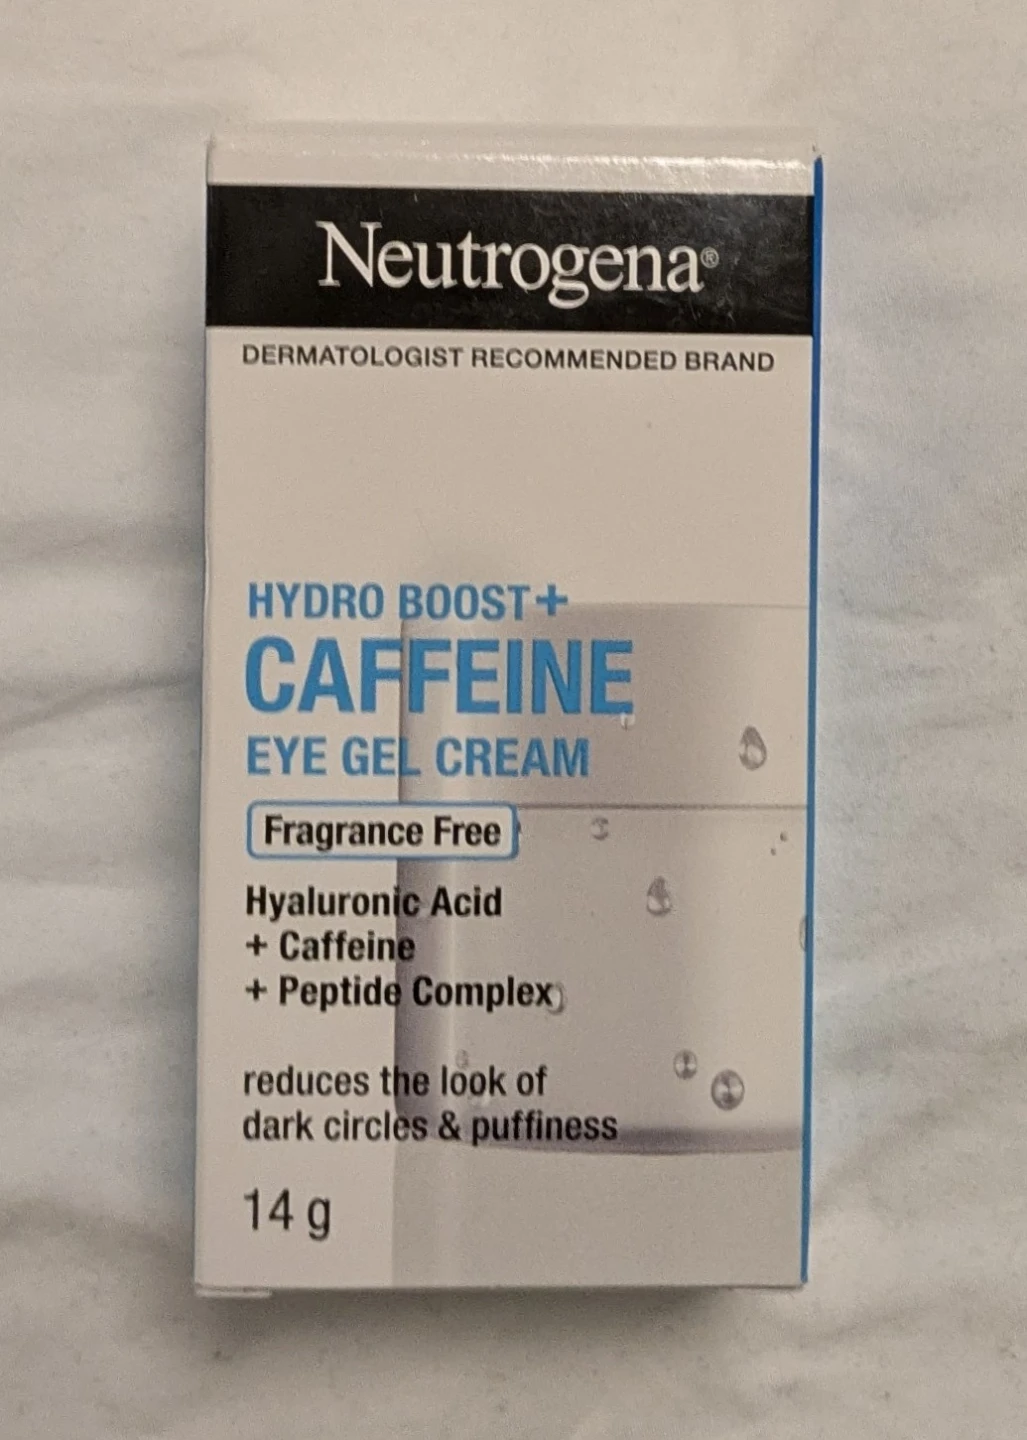 Neutrogena®
DERMATOLOGIST RECOMMENDED BRAND
HYDRO BOOST+
CAFFEINE
EYE GEL CREAM
Fragrance Free
Hyaluronic Acid
+ Caffeine
+ Peptide Complex
reduces the look of
dark circles & puffiness
14 g